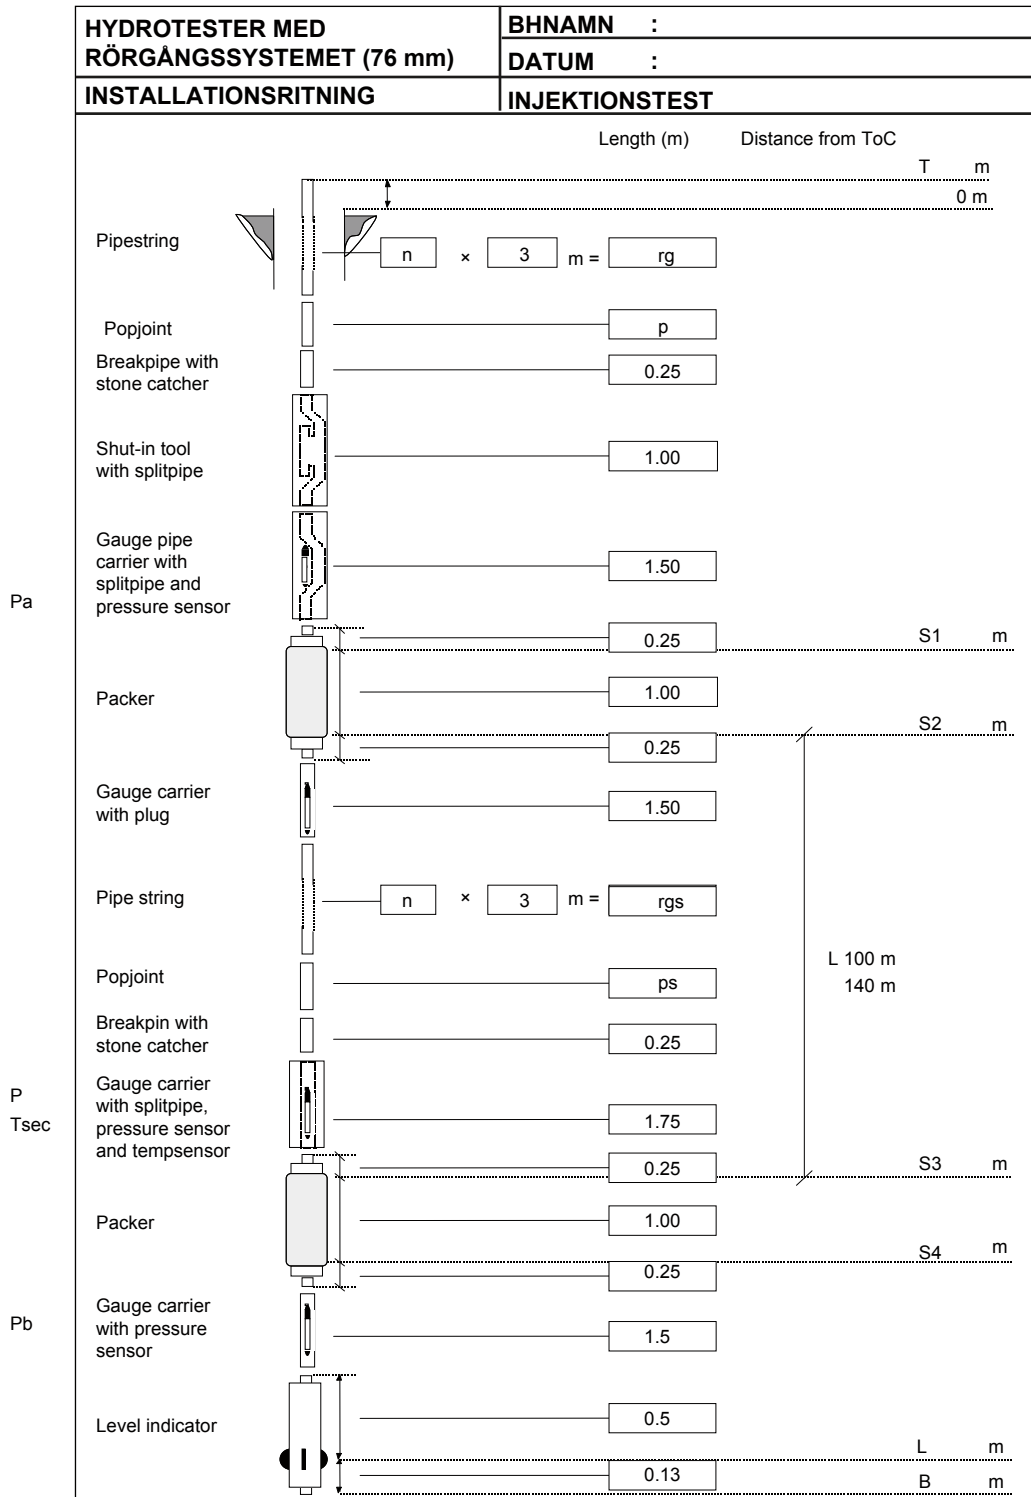 HYDROTESTER MED
RÖRGÅNGSSYSTEMET (76 mm)
BHNAMN :
DATUM :
INSTALLATIONSRITNING
INJEKTIONSTEST
Length (m) Distance from ToC
T m
0 m
Pipestring
n × 3 m = rg
Popjoint
p
Breakpipe with
stone catcher
0.25
Shut-in tool
with splitpipe
1.00
Gauge pipe
carrier with
splitpipe and
pressure sensor
1.50
Pa
0.25
S1 m
Packer
1.00
S2 m
0.25
Gauge carrier
with plug
1.50
Pipe string
n × 3 m = rgs
L 100 m
140 m
Popjoint
ps
Breakpin with
stone catcher
0.25
P
Tsec
Gauge carrier
with splitpipe,
pressure sensor
and tempsensor
1.75
0.25
S3 m
Packer
1.00
S4 m
0.25
Pb
Gauge carrier
with pressure
sensor
1.5
Level indicator
0.5
L m
0.13
B m